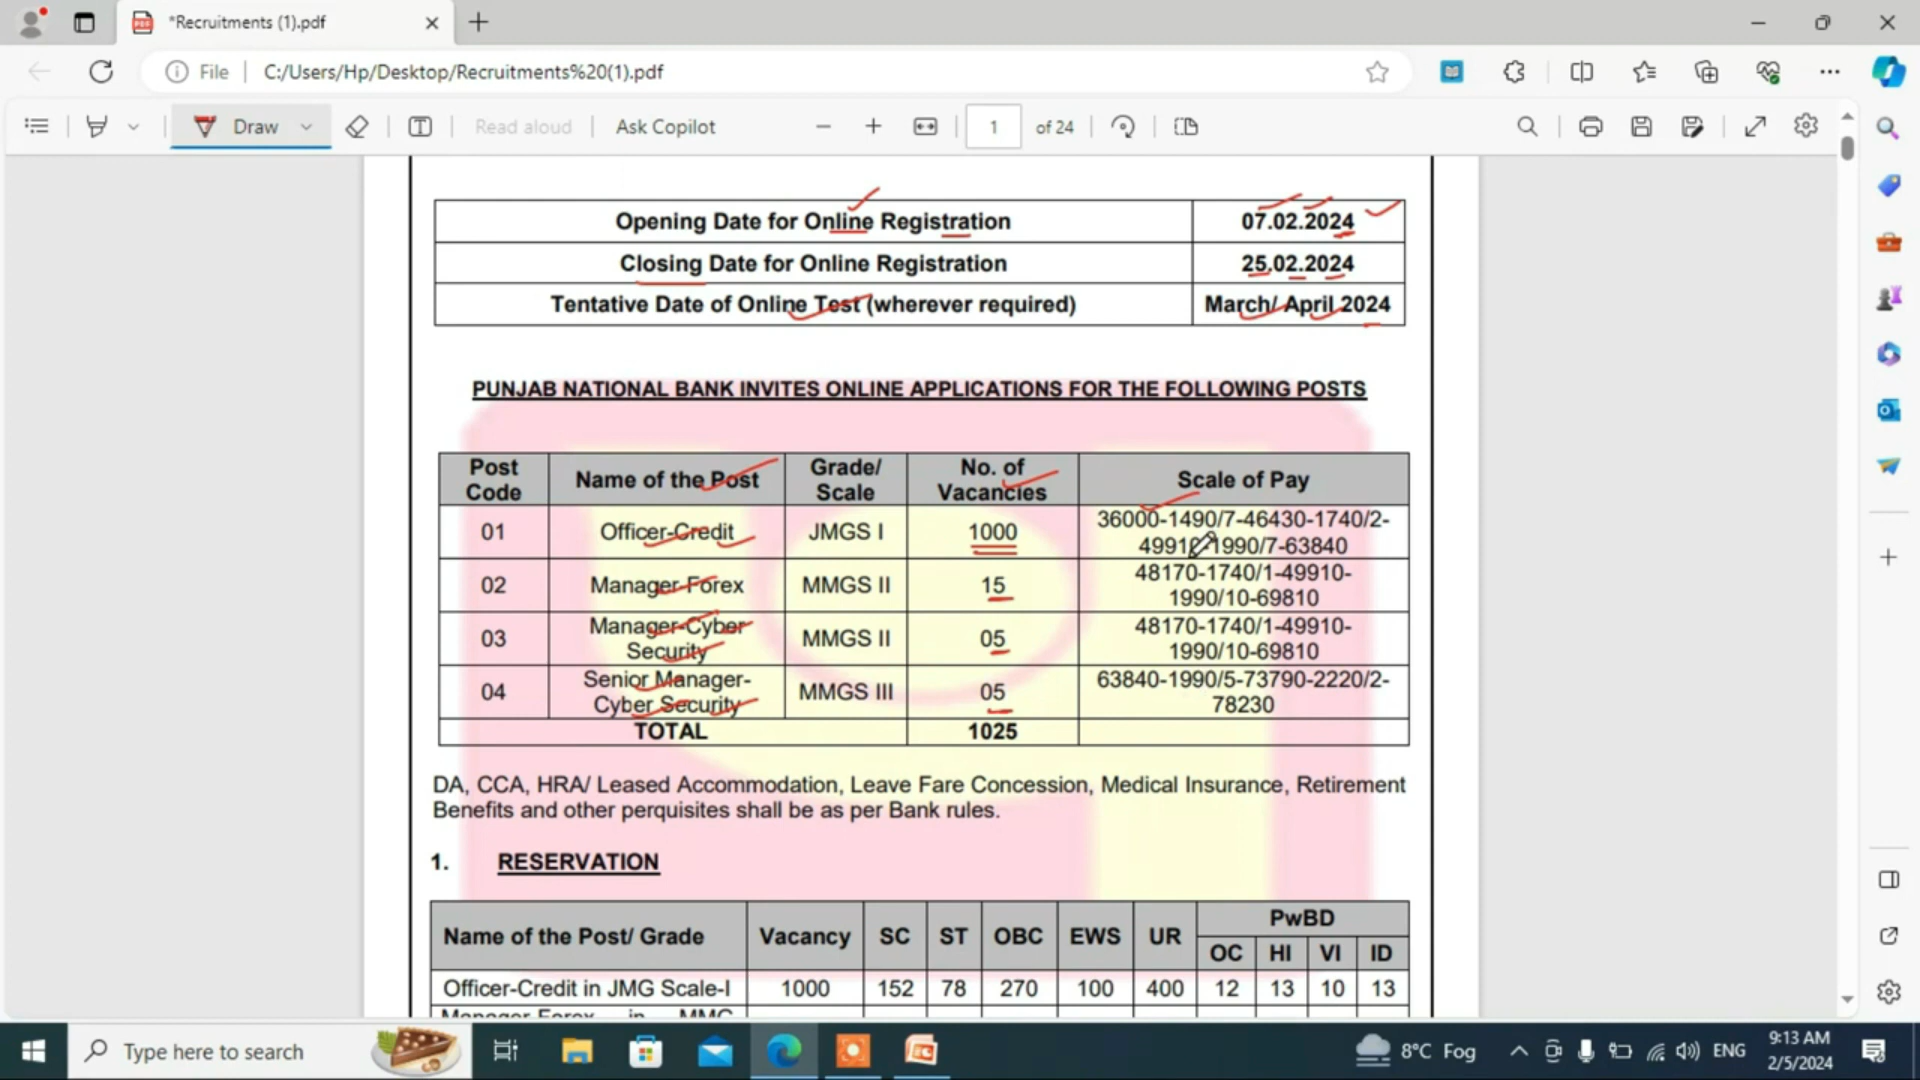 *Recruitments (1).pdf
File
C:/Users/Hp/Desktop/Recruitments%20(1).pdf
Draw
Read aloud
Ask Copilot
1
of 24
Opening Date for Online Registration 07.02.2024
Closing Date for Online Registration 25.02.2024
Tentative Date of Online Test (wherever required) March/ April 2024
PUNJAB NATIONAL BANK INVITES ONLINE APPLICATIONS FOR THE FOLLOWING POSTS
Post Code Name of the Post Grade/ Scale No. of Vacancies Scale of Pay
01 Officer-Credit JMGS I 1000 36000-1490/7-46430-1740/2-
49910-1990/7-63840
02 Manager-Forex MMGS II 15 48170-1740/1-49910-
1990/10-69810
03 Manager-Cyber Security MMGS II 05 48170-1740/1-49910-
1990/10-69810
04 Senior Manager-Cyber Security MMGS III 05 63840-1990/5-73790-2220/2-
78230
TOTAL 1025
DA, CCA, HRA/ Leased Accommodation, Leave Fare Concession, Medical Insurance, Retirement
Benefits and other perquisites shall be as per Bank rules.
1. RESERVATION
Name of the Post/ Grade Vacancy SC ST OBC EWS UR PwBD
OC HI VI ID
Officer-Credit in JMG Scale-I 1000 152 78 270 100 400 12 13 10 13
Manager-Forex in MMG
Type here to search
8°C Fog
ENG
9:13 AM
2/5/2024